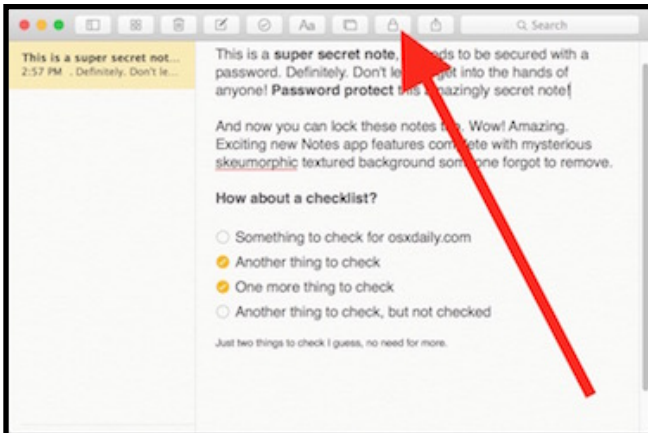 Aa
Search
This is a super secret not...
2:57 PM . Definitely. Don't le...
This is a super secret note, to be secured with a
password. Definitely. Don't get into the hands of
anyone! Password protect amazingly secret note!
And now you can lock these notes Wow! Amazing.
Exciting new Notes app features with mysterious
skeumorphic textured background forgot to remove.
How about a checklist?
Something to check for osxdaily.com
Another thing to check
One more thing to check
Another thing to check, but not checked
Just two things to check I guess, no need for more.